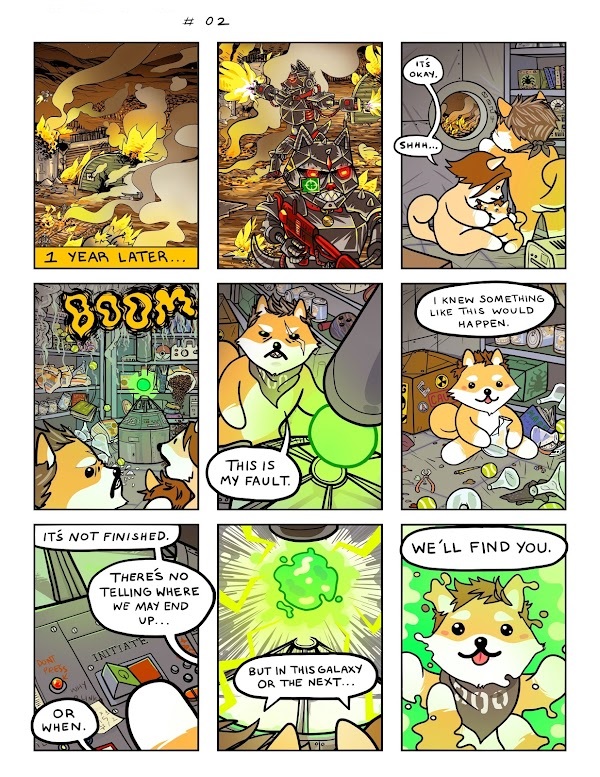 # 02
1 YEAR LATER...
IT'S
OKAY.
SHHH...
BOOM
THIS IS
MY FAULT.
I KNEW SOMETHING
LIKE THIS WOULD
HAPPEN.
IT'S NOT FINISHED.
THERE'S NO
TELLING WHERE
WE MAY END
UP...
INITIATE
DON'T
PRESS
OR
WHEN.
BUT IN THIS GALAXY
OR THE NEXT...
WE'LL FIND YOU.